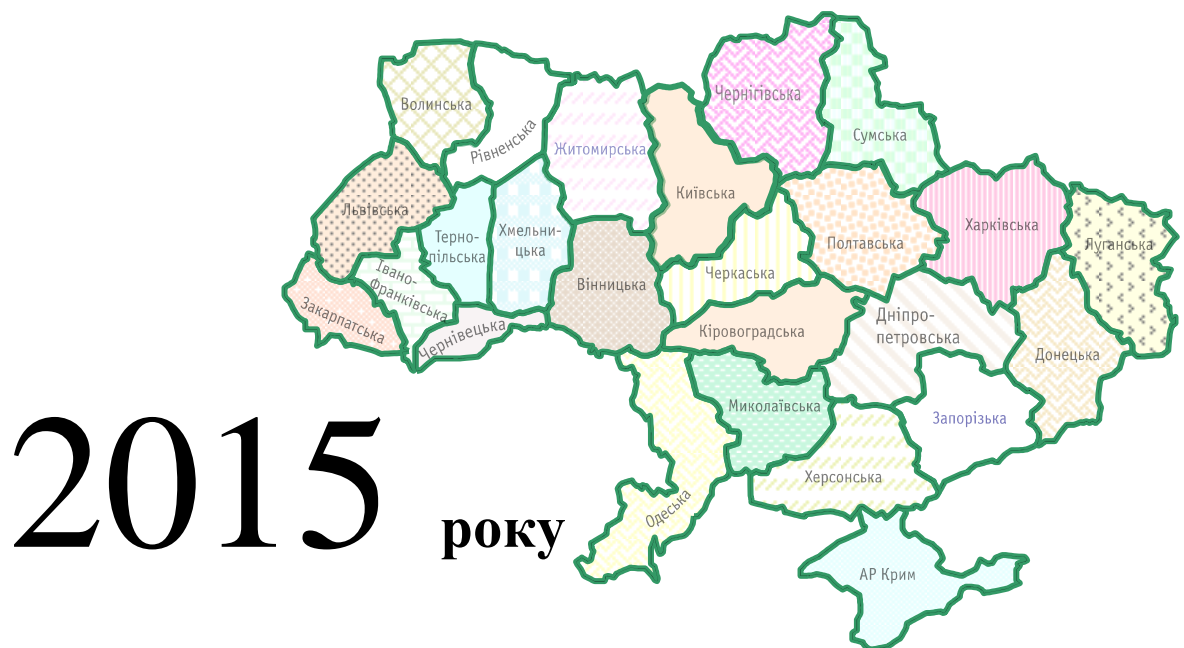 Волинська
Рівненська
Житомирська
Чернігівська
Сумська
Київська
Львівська
Терно-
пільська
Хмельни-
цька
Вінницька
Івано-
Франківська
Закарпатська
Чернівецька
Черкаська
Полтавська
Харківська
Луганська
Кіровоградська
Дніпро-
петровська
Донецька
Миколаївська
Запорізька
Херсонська
Одеська
АР Крим
2015 року